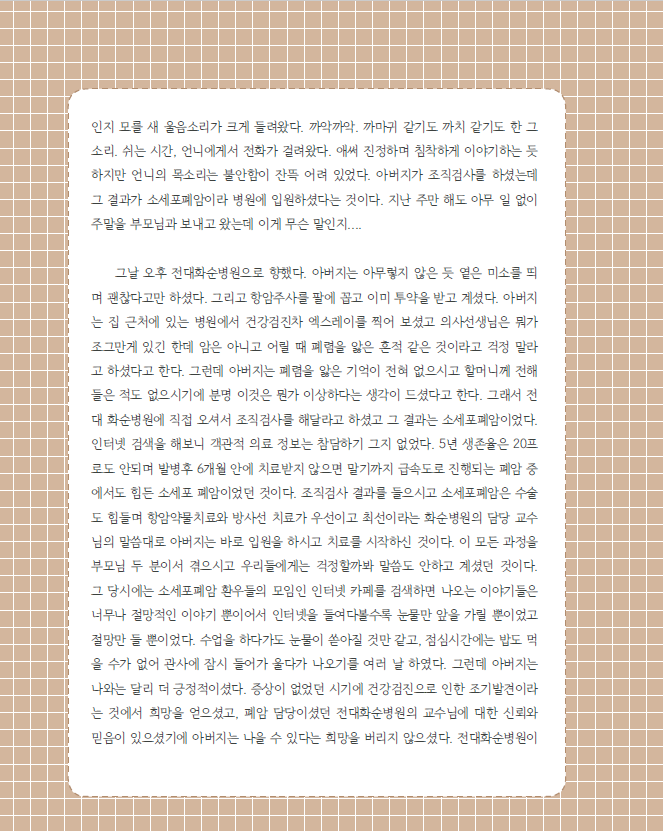 인지 모를 새 울음소리가 크게 들려왔다. 까악까악. 까마귀 같기도 까치 같기도 한 그
소리. 쉬는 시간, 언니에게서 전화가 걸려왔다. 애써 진정하며 침착하게 이야기하는 듯
하지만 언니의 목소리는 불안함이 잔뜩 어려 있었다. 아버지가 조직검사를 하셨는데
그 결과가 소세포폐암이라 병원에 입원하셨다는 것이다. 지난 주만 해도 아무 일 없이
주말을 부모님과 보내고 왔는데 이게 무슨 말인지....
그날 오후 전대화순병원으로 향했다. 아버지는 아무렇지 않은 듯 옅은 미소를 띄
며 괜찮다고만 하셨다. 그리고 항암주사를 팔에 꼽고 이미 투약을 받고 계셨다. 아버지
는 집 근처에 있는 병원에서 건강검진차 엑스레이를 찍어 보셨고 의사선생님은 뭐가
조그만게 있긴 한데 암은 아니고 어릴 때 폐렴을 앓은 흔적 같은 것이라고 걱정 말라
고 하셨다고 한다. 그런데 아버지는 폐렴을 앓은 기억이 전혀 없으시고 할머니께 전해
들은 적도 없으시기에 분명 이것은 뭔가 이상하다는 생각이 드셨다고 한다. 그래서 전
대 화순병원에 직접 오셔서 조직검사를 해달라고 하셨고 그 결과는 소세포폐암이었다.
인터넷 검색을 해보니 객관적 의료 정보는 참담하기 그지 없었다. 5년 생존율은 20프
로도 안되며 발병후 6개월 안에 치료받지 않으면 말기까지 급속도로 진행되는 폐암 중
에서도 힘든 소세포 폐암이었던 것이다. 조직검사 결과를 들으시고 소세포폐암은 수술
도 힘들며 항암약물치료와 방사선 치료가 우선이고 최선이라는 화순병원의 담당 교수
님의 말씀대로 아버지는 바로 입원을 하시고 치료를 시작하신 것이다. 이 모든 과정을
부모님 두 분이서 겪으시고 우리들에게는 걱정할까봐 말씀도 안하고 계셨던 것이다.
그 당시에는 소세포폐암 환우들의 모임인 인터넷 카페를 검색하면 나오는 이야기들은
너무나 절망적인 이야기 뿐이어서 인터넷을 들여다볼수록 눈물만 앞을 가릴 뿐이었고
절망만 들 뿐이었다. 수업을 하다가도 눈물이 쏟아질 것만 같고, 점심시간에는 밥도 먹
을 수가 없어 관사에 잠시 들어가 울다가 나오기를 여러 날 하였다. 그런데 아버지는
나와는 달리 더 긍정적이셨다. 증상이 없었던 시기에 건강검진으로 인한 조기발견이라
는 것에서 희망을 얻으셨고, 폐암 담당이셨던 전대화순병원의 교수님에 대한 신뢰와
믿음이 있으셨기에 아버지는 나을 수 있다는 희망을 버리지 않으셨다. 전대화순병원이